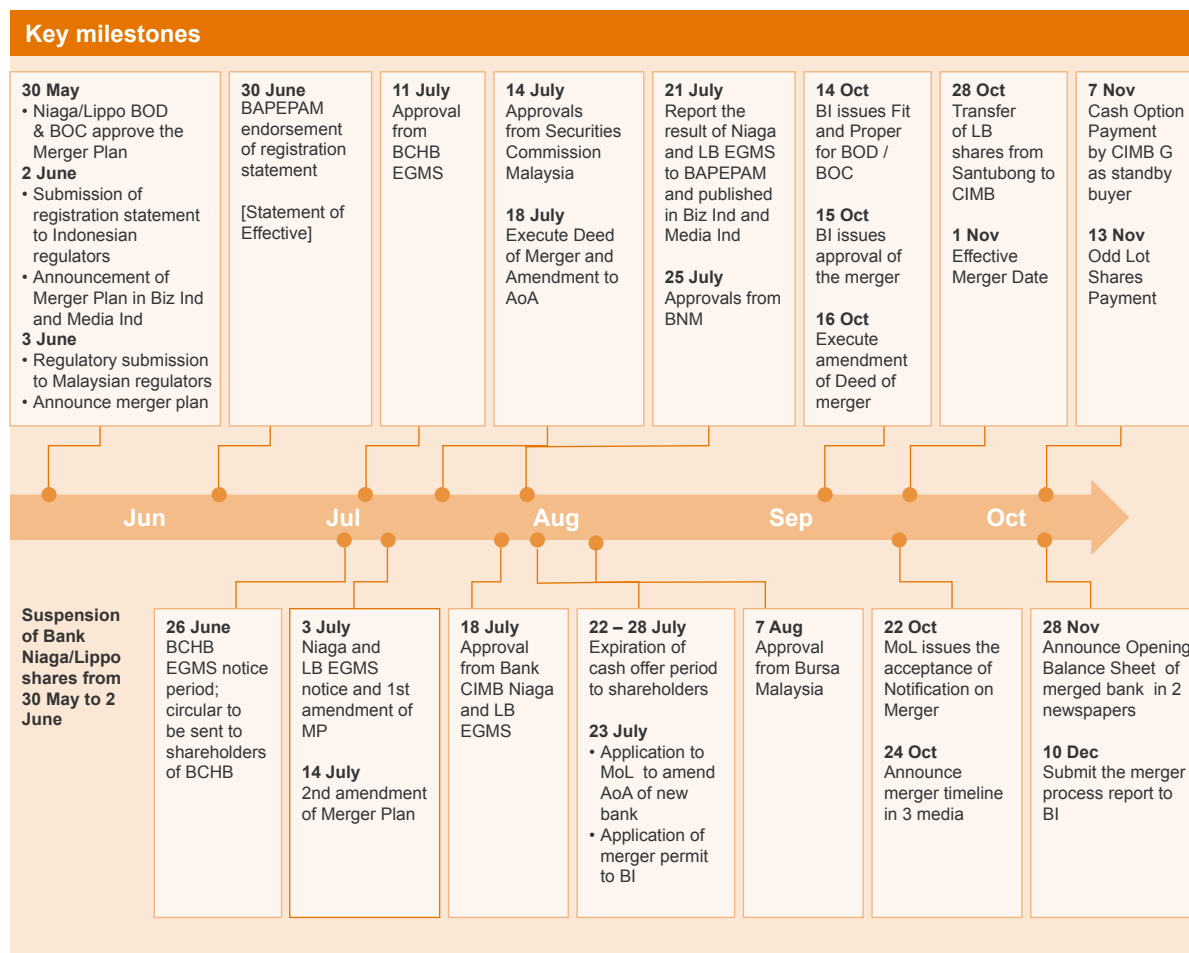 Key milestones
30 May
• Niaga/Lippo BOD
& BOC approve the
Merger Plan
2 June
• Submission of
registration statement
to Indonesian
regulators
• Announcement of
Merger Plan in Biz Ind
and Media Ind
3 June
• Regulatory submission
to Malaysian regulators
• Announce merger plan
30 June
BAPEPAM
endorsement
of registration
statement
[Statement of
Effective]
11 July
Approval
from
BCHB
EGMS
14 July
Approvals
from Securities
Commission
Malaysia
18 July
Execute Deed
of Merger and
Amendment to
AoA
21 July
Report the
result of Niaga
and LB EGMS
to BAPEPAM
and published
in Biz Ind and
Media Ind
25 July
Approvals from
BNM
14 Oct
BI issues Fit
and Proper
for BOD /
BOC
15 Oct
BI issues
approval of
the merger
16 Oct
Execute
amendment
of Deed of
merger
28 Oct
Transfer
of LB
shares from
Santubong to
CIMB
1 Nov
Effective
Merger Date
7 Nov
Cash Option
Payment
by CIMB G
as standby
buyer
13 Nov
Odd Lot
Shares
Payment
Jun Jul Aug Sep Oct
Suspension
of Bank
Niaga/Lippo
shares from
30 May to 2
June
26 June
BCHB
EGMS notice
period;
circular to
be sent to
shareholders
of BCHB
3 July
Niaga and
LB EGMS
notice and 1st
amendment of
MP
14 July
2nd amendment
of Merger Plan
18 July
Approval
from Bank
CIMB Niaga
and LB
EGMS
22 – 28 July
Expiration of
cash offer period
to shareholders
23 July
• Application to
MoL to amend
AoA of new
bank
• Application of
merger permit
to BI
7 Aug
Approval
from Bursa
Malaysia
22 Oct
MoL issues the
acceptance of
Notification on
Merger
24 Oct
Announce
merger timeline
in 3 media
28 Nov
Announce Opening
Balance Sheet of
merged bank in 2
newspapers
10 Dec
Submit the merger
process report to
BI